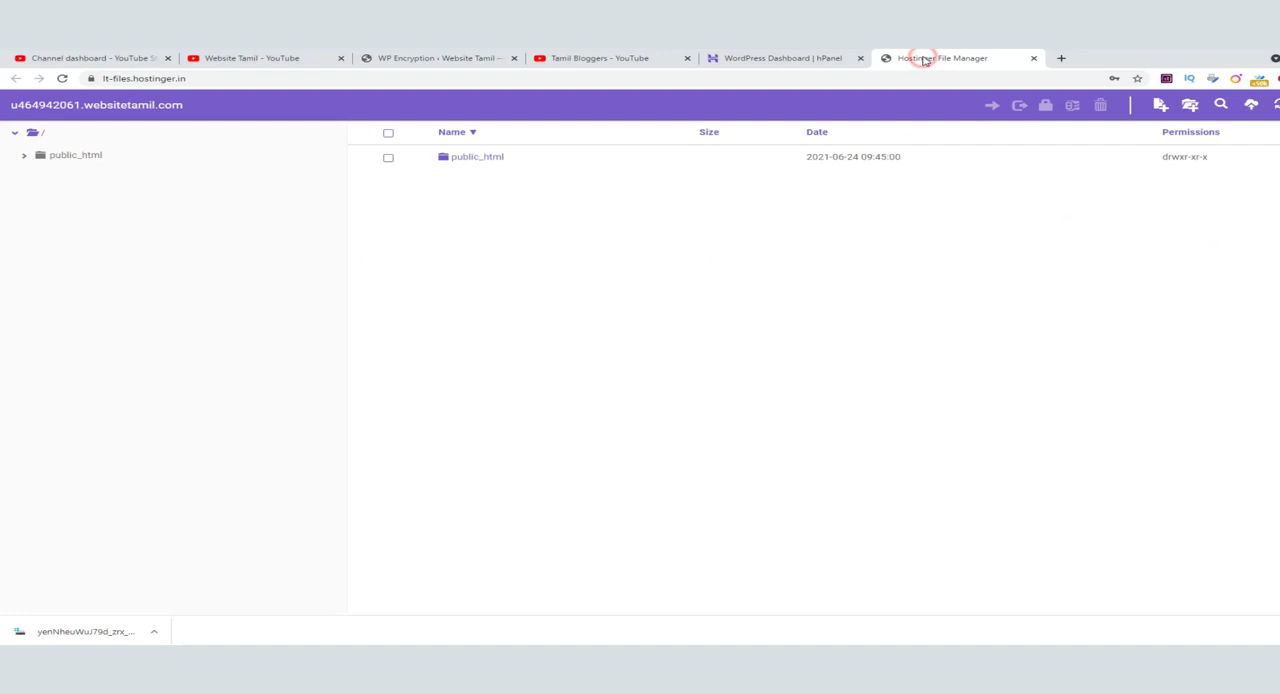 Channel dashboard - YouTube S
Website Tamil - YouTube
WP Encryption ‹ Website Tamil —
Tamil Bloggers - YouTube
WordPress Dashboard | hPanel
Hostinger File Manager
lt-files.hostinger.in
IQ
u464942061.websitetamil.com
/
public_html
Name ▼ Size Date Permissions
public_html 2021-06-24 09:45:00 drwxr-xr-x
yenNheuWuJ79d_zrx_...